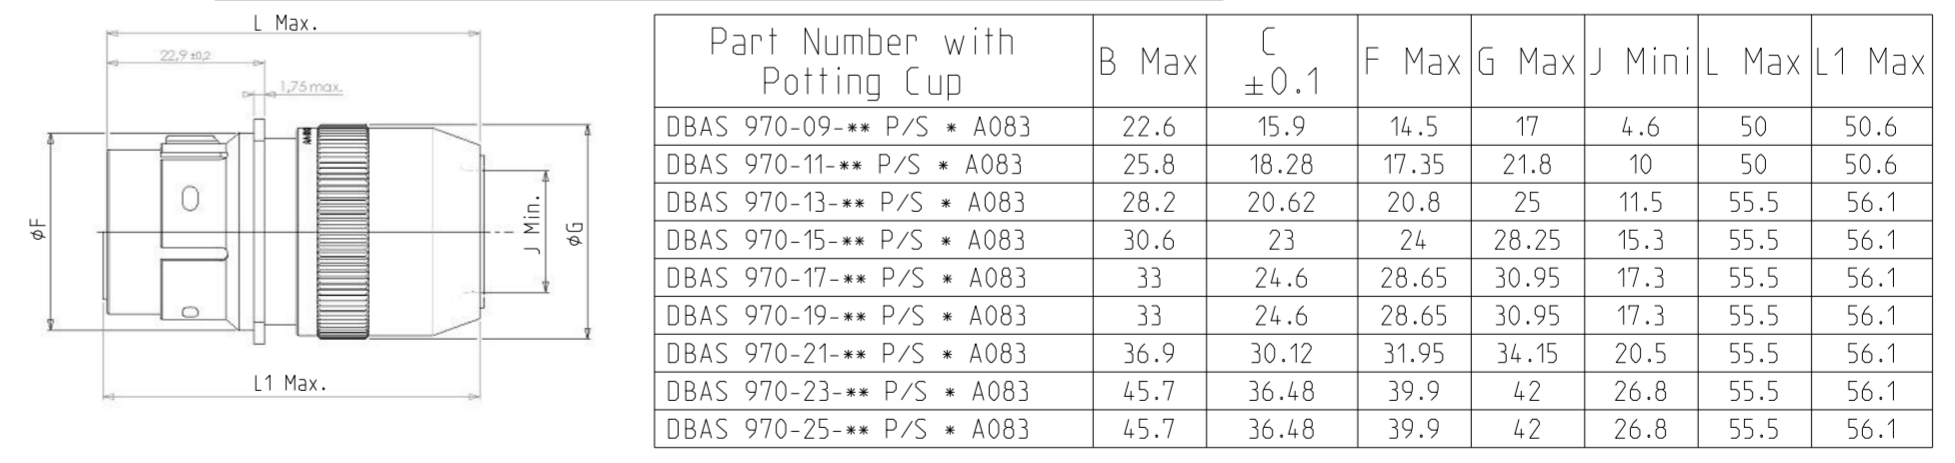 L Max.
22,9 ±0,2
1,75 max.
øF
J Min.
øG
L1 Max.
Part Number with Potting Cup B Max C ±0.1 F Max G Max J Mini L Max L1 Max
DBAS 970-09-** P/S * A083 22.6 15.9 14.5 17 4.6 50 50.6
DBAS 970-11-** P/S * A083 25.8 18.28 17.35 21.8 10 50 50.6
DBAS 970-13-** P/S * A083 28.2 20.62 20.8 25 11.5 55.5 56.1
DBAS 970-15-** P/S * A083 30.6 23 24 28.25 15.3 55.5 56.1
DBAS 970-17-** P/S * A083 33 24.6 28.65 30.95 17.3 55.5 56.1
DBAS 970-19-** P/S * A083 33 24.6 28.65 30.95 17.3 55.5 56.1
DBAS 970-21-** P/S * A083 36.9 30.12 31.95 34.15 20.5 55.5 56.1
DBAS 970-23-** P/S * A083 45.7 36.48 39.9 42 26.8 55.5 56.1
DBAS 970-25-** P/S * A083 45.7 36.48 39.9 42 26.8 55.5 56.1